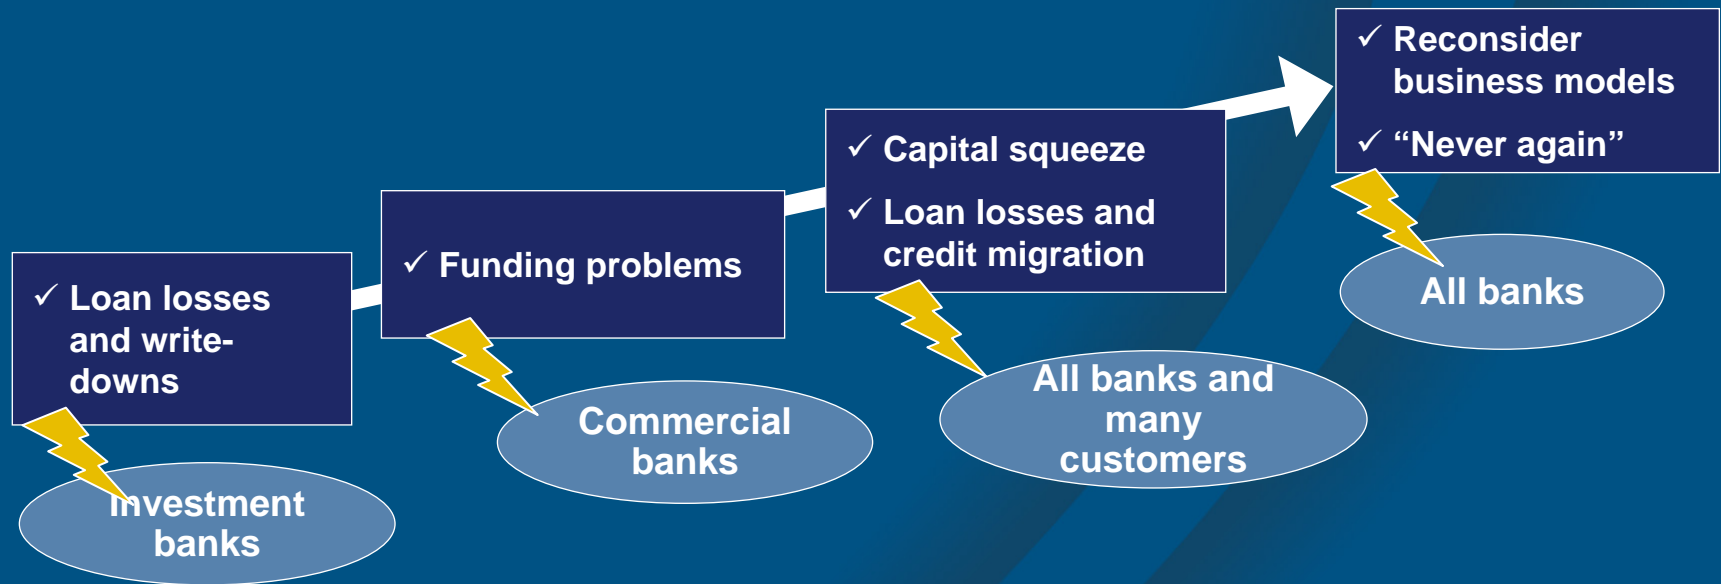 ✓ Loan losses
and write-
downs
Investment
banks
✓ Funding problems
Commercial
banks
✓ Capital squeeze
✓ Loan losses and
credit migration
All banks and
many
customers
✓ Reconsider
business models
✓ “Never again”
All banks